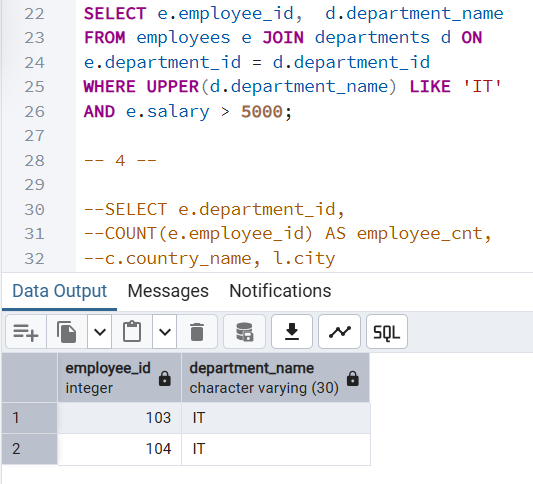 22 SELECT e.employee_id,  d.department_name
23 FROM employees e JOIN departments d ON
24 e.department_id = d.department_id
25 WHERE UPPER(d.department_name) LIKE 'IT'
26 AND e.salary > 5000;
27
28 -- 4 --
29
30 --SELECT e.department_id,
31 --COUNT(e.employee_id) AS employee_cnt,
32 --c.country_name, l.city
Data Output Messages Notifications
SQL
employee_id department_name
integer character varying (30)
1 103 IT
2 104 IT